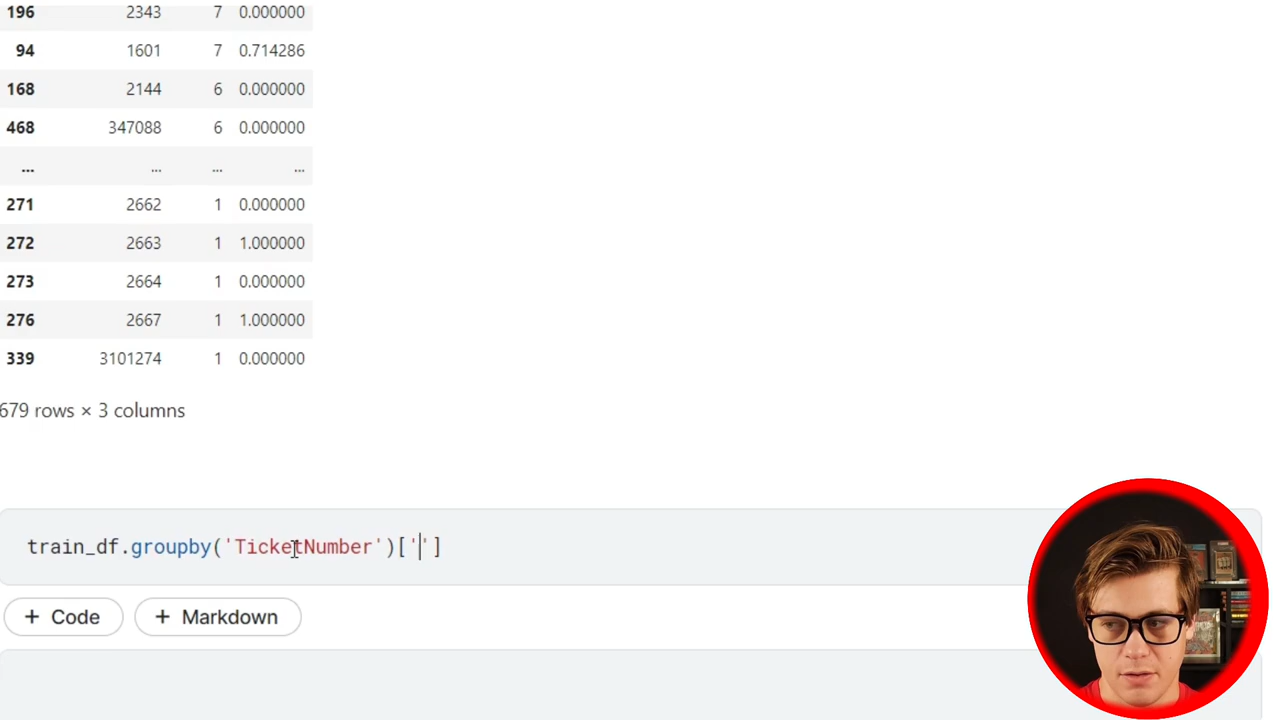 196 2343 7 0.000000
94 1601 7 0.714286
168 2144 6 0.000000
468 347088 6 0.000000
... ... ... ...
271 2662 1 0.000000
272 2663 1 1.000000
273 2664 1 0.000000
276 2667 1 1.000000
339 3101274 1 0.000000
679 rows × 3 columns
train_df.groupby('TicketNumber')['']
+ Code + Markdown